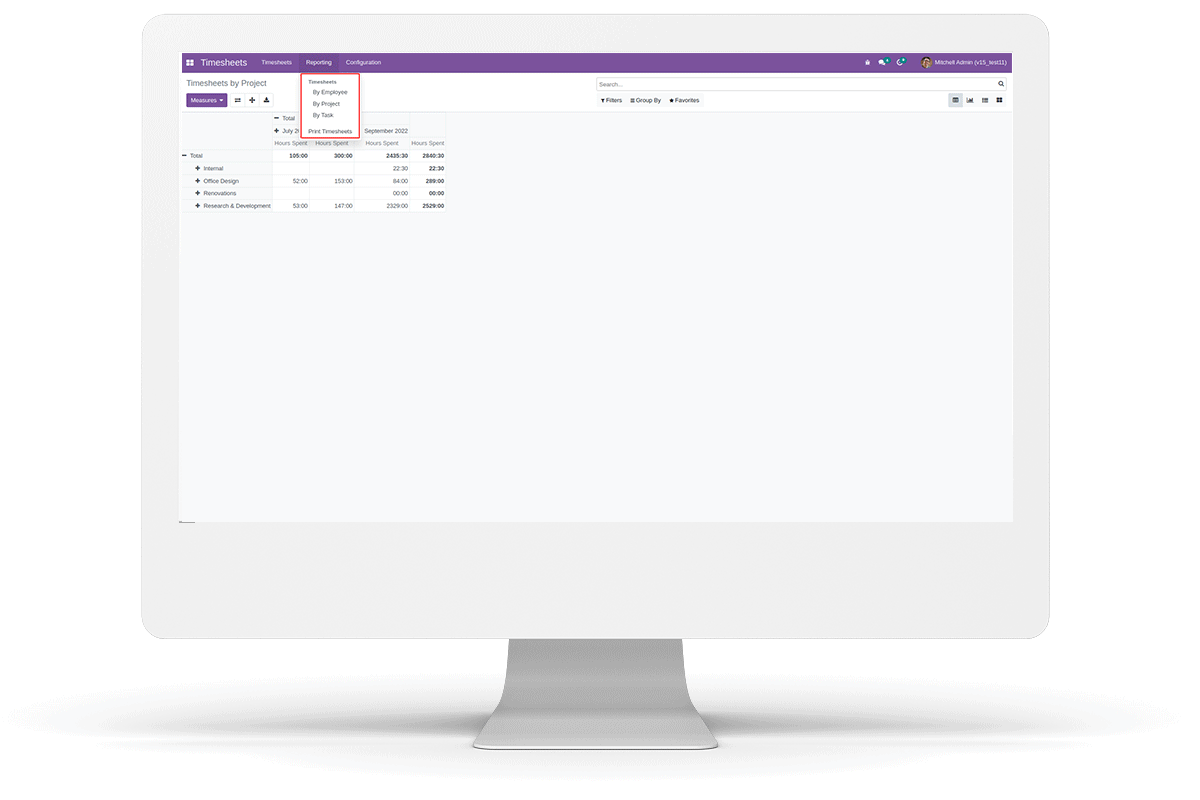 Timesheets Timesheets Reporting Configuration Mitchell Admin (v15_test11)
Timesheets by Project
Search...
Measures
Filters Group By Favorites
Timesheets
By Employee
By Project
By Task
Print Timesheets
Total
July 20 September 2022
Hours Spent Hours Spent Hours Spent Hours Spent
Total 105:00 300:00 2435:30 2840:30
Internal 22:30 22:30
Office Design 52:00 153:00 84:00 289:00
Renovations 00:00 00:00
Research & Development 53:00 147:00 2329:00 2529:00